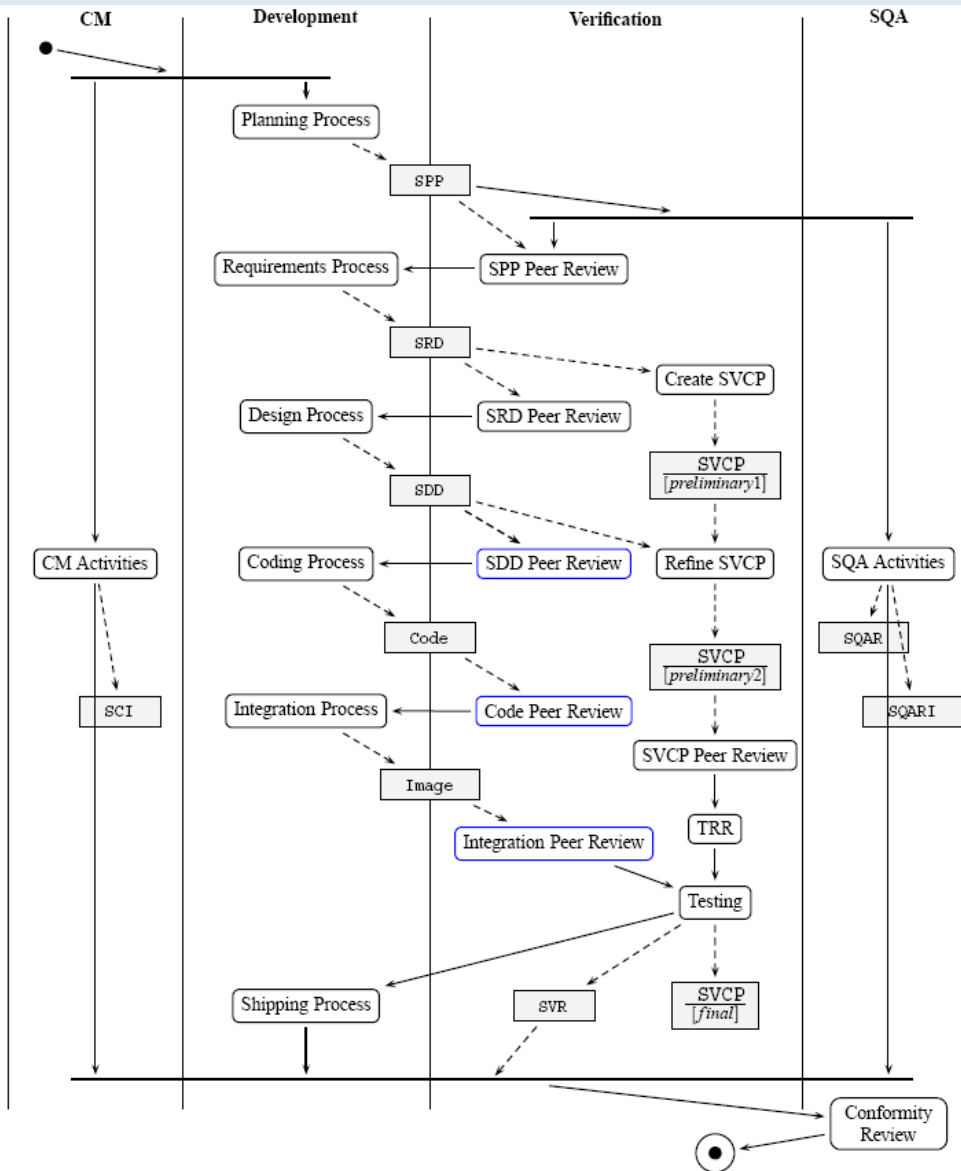 CM
Development
Verification
SQA
Planning Process
SPP
Requirements Process
SPP Peer Review
SRD
Create SVCP
Design Process
SRD Peer Review
SVCP
[preliminary1]
SDD
CM Activities
Coding Process
SDD Peer Review
Refine SVCP
SQA Activities
Code
SQAR
SVCP
[preliminary2]
SCI
Integration Process
Code Peer Review
SQARI
SVCP Peer Review
Image
TRR
Integration Peer Review
Testing
Shipping Process
SVR
SVCP
[final]
Conformity
Review